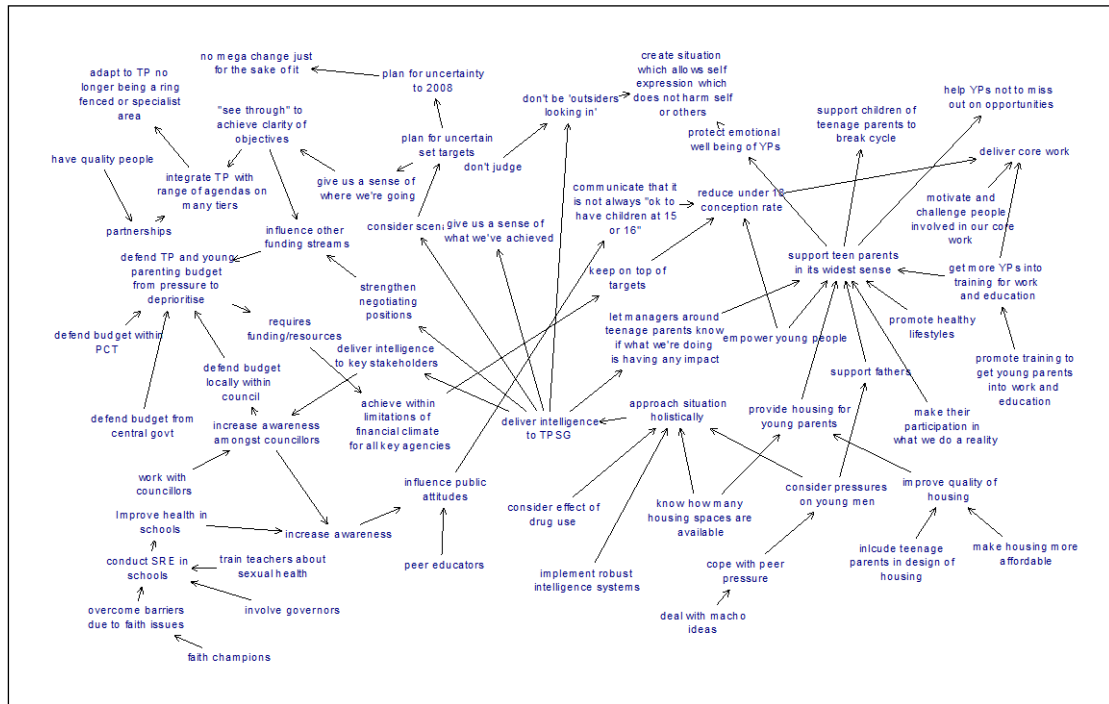 no mega change just
for the sake of it
adapt to TP no
longer being a ring
fenced or specialist
area
plan for uncertainty
to 2008
create situation
which allows self
expression which
does not harm self
or others
don't be 'outsiders
looking in'
help YPs not to miss
out on opportunities
support children of
teenage parents to
break cycle
"see through" to
achieve clarity of
objectives
plan for uncertain
set targets
protect emotional
well being of YPs
deliver core work
have quality people
don't judge
integrate TP with
range of agendas on
many tiers
give us a sense of
where we're going
communicate that it
is not always "ok to
have children at 15
or 16"
reduce under 18
conception rate
motivate and
challenge people
involved in our core
work
partnerships
influence other
funding streams
consider
give us a sense of
what we've achieved
support teen parents
in its widest sense
defend TP and young
parenting budget
from pressure to
deprioritise
keep on top of
targets
get more YPs into
training for work
and education
strengthen
negotiating
positions
requires
funding/resources
let managers around
teenage parents know
if what we're doing
is having any impact
empower young people
promote healthy
lifestyles
defend budget within
PCT
deliver intelligence
to key stakeholders
support fathers
promote training to
get young parents
into work and
education
defend budget
locally within
council
achieve within
limitations of
financial climate
for all key agencies
approach situation
holistically
provide housing for
young parents
make their
participation in
what we do a reality
defend budget from
central govt
increase awareness
amongst councillors
deliver intelligence
to TPSG
work with
councillors
influence public
attitudes
consider effect of
drug use
know how many
housing spaces are
available
consider pressures
on young men
improve quality of
housing
Improve health in
schools
increase awareness
conduct SRE in
schools
train teachers about
sexual health
peer educators
implement robust
intelligence systems
cope with peer
pressure
inlcude teenage
parents in design of
housing
make housing more
affordable
overcome barriers
due to faith issues
involve governors
deal with macho
ideas
faith champions